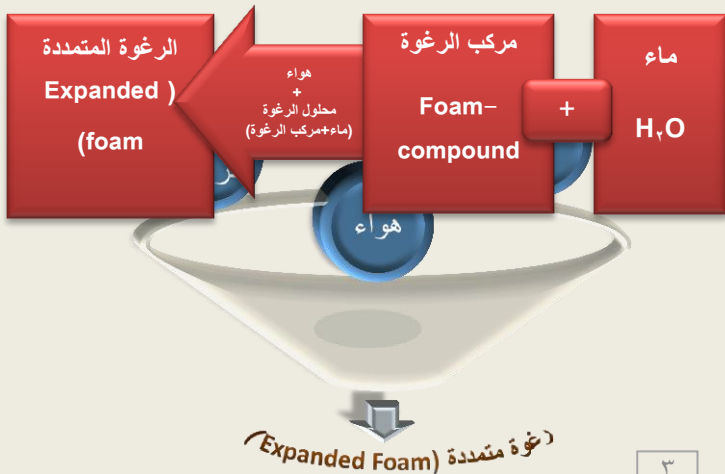 ماء
H٢O
+
مركب الرغوة
Foam-
compound
هواء
+
محلول الرغوة
(ماء+مركب الرغوة)
الرغوة المتمددة
Expanded )
(foam
هواء
رغوة متمددة (Expanded Foam)
٣